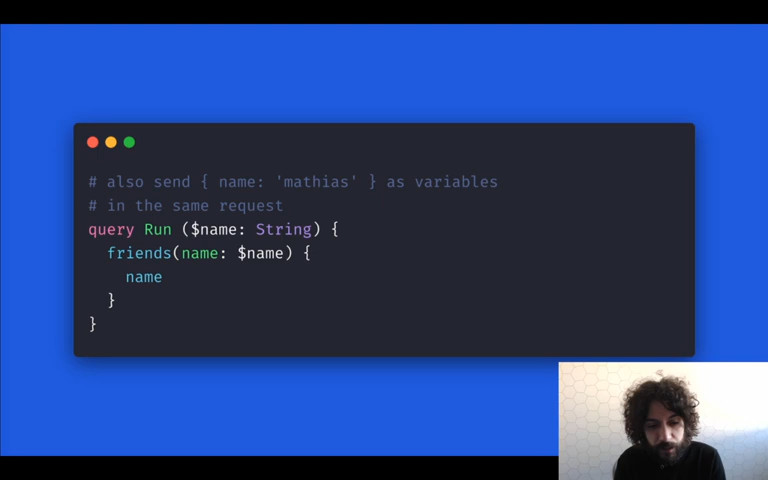 # also send { name: 'mathias' } as variables
# in the same request
query Run ($name: String) {
friends(name: $name) {
name
}
}